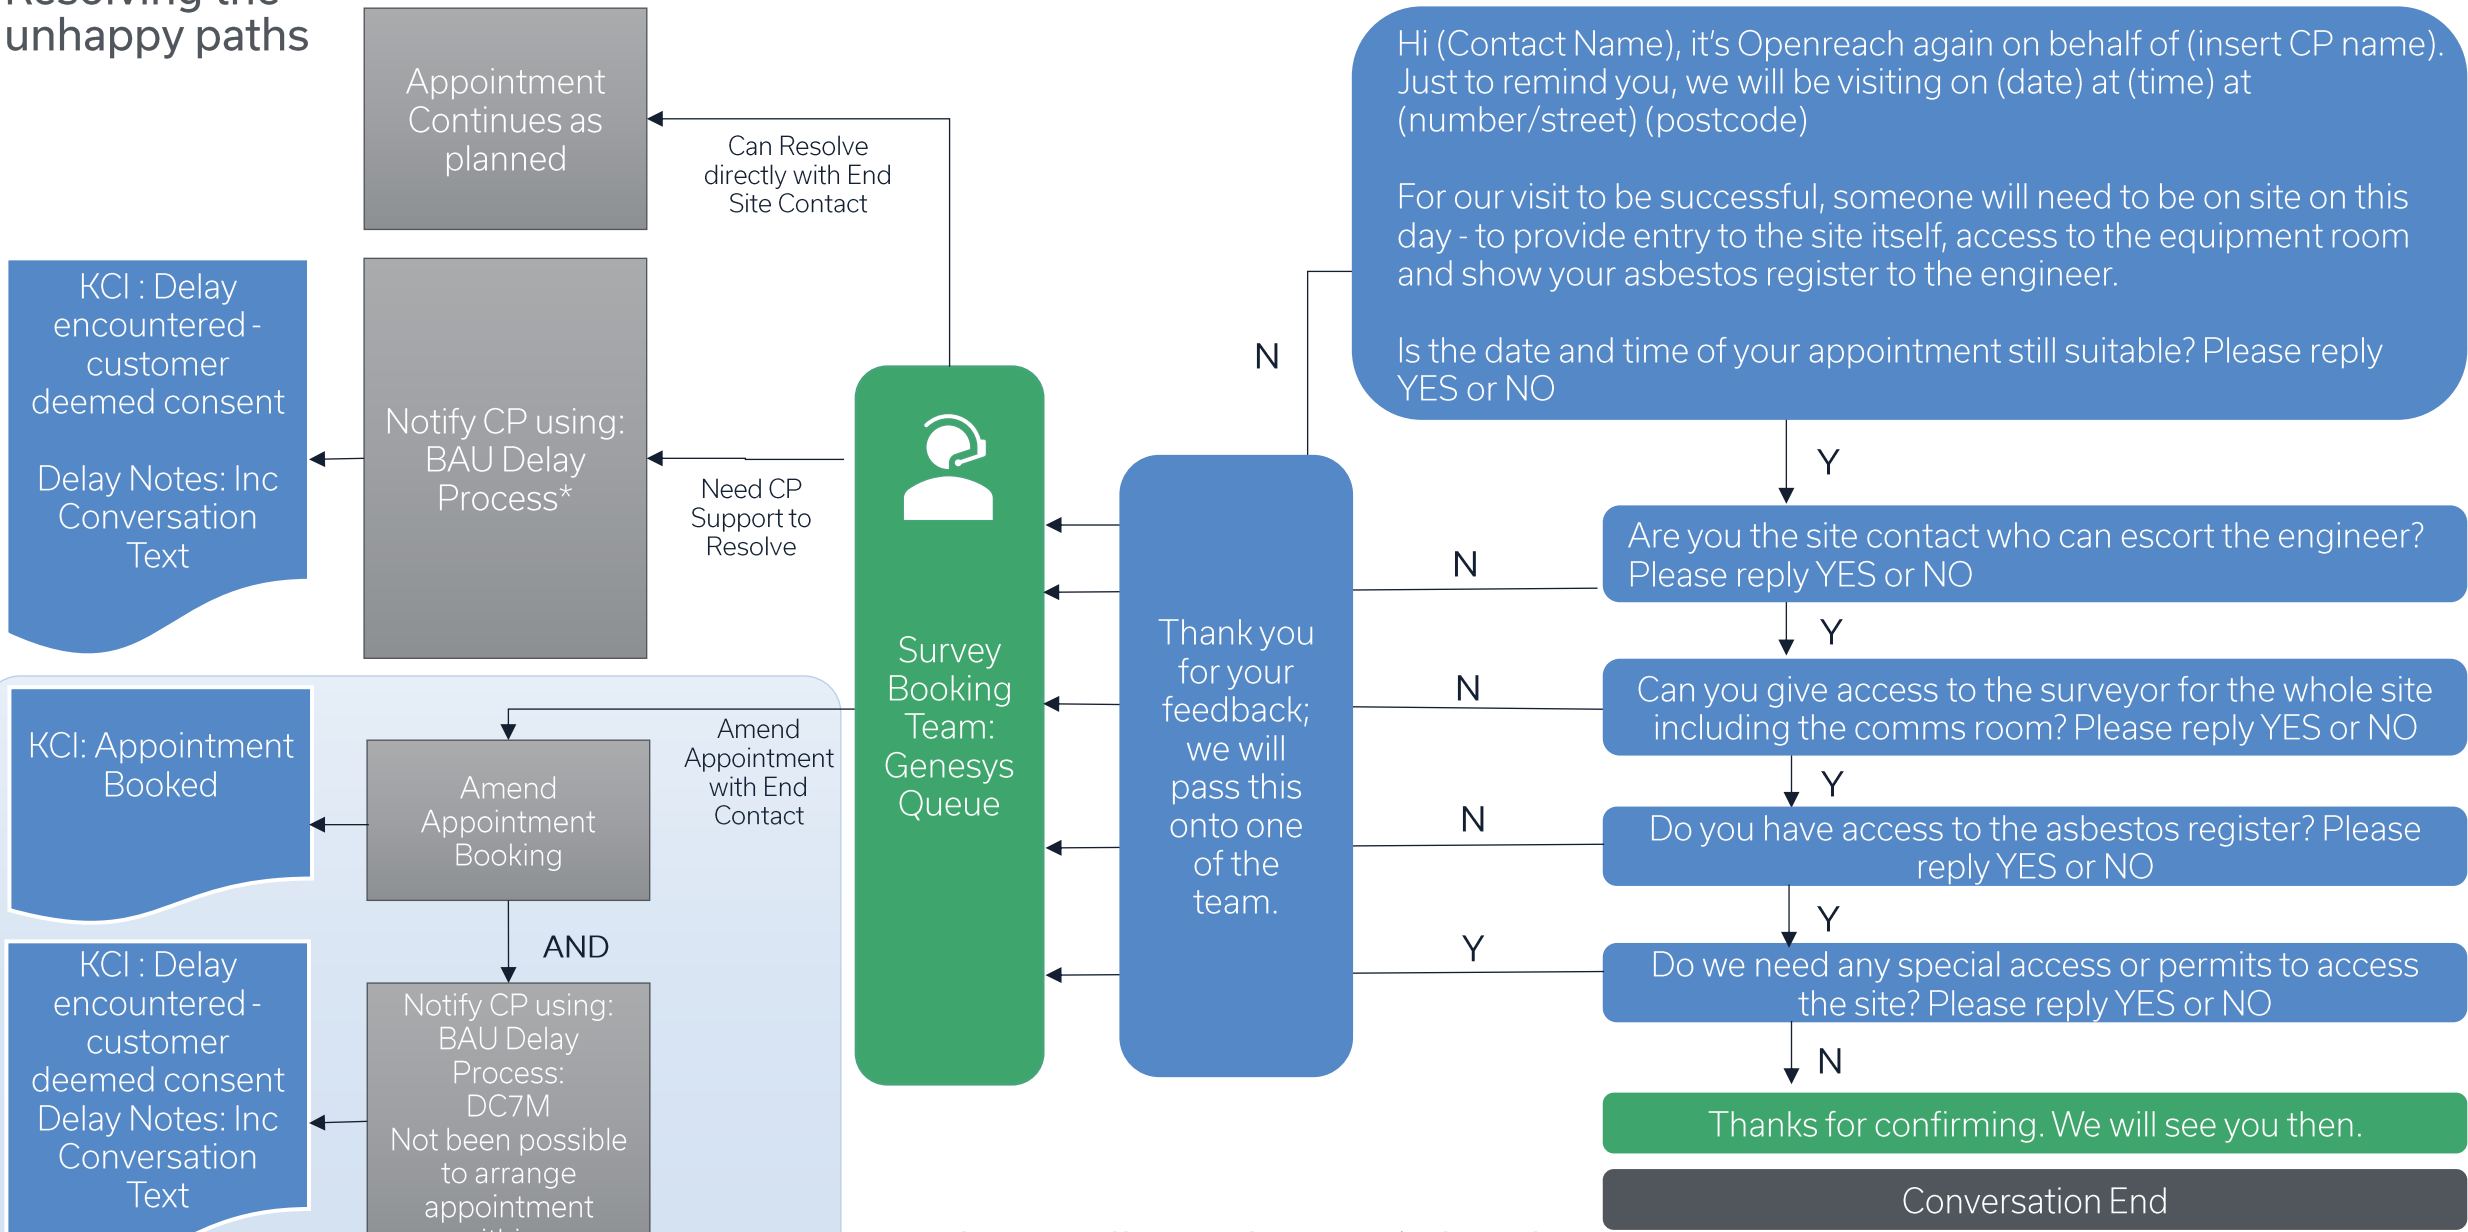 Resolving the
unhappy paths
Appointment
Continues as
planned
Can Resolve
directly with End
Site Contact
KCI : Delay
encountered -
customer
deemed consent
Delay Notes: Inc
Conversation
Text
Notify CP using:
BAU Delay
Process*
Need CP
Support to
Resolve
KCI: Appointment
Booked
Amend
Appointment
Booking
Amend
Appointment
with End
Contact
AND
KCI : Delay
encountered -
customer
deemed consent
Delay Notes: Inc
Conversation
Text
Notify CP using:
BAU Delay
Process:
DC7M
Not been possible
to arrange
appointment
Survey
Booking
Team:
Genesys
Queue
Thank you
for your
feedback;
we will
pass this
onto one
of the
team.
Hi (Contact Name), it's Openreach again on behalf of (insert CP name).
Just to remind you, we will be visiting on (date) at (time) at
(number/street) (postcode)
For our visit to be successful, someone will need to be on site on this
day - to provide entry to the site itself, access to the equipment room
and show your asbestos register to the engineer.
Is the date and time of your appointment still suitable? Please reply
YES or NO
N
Y
Are you the site contact who can escort the engineer?
Please reply YES or NO
N
Y
Can you give access to the surveyor for the whole site
including the comms room? Please reply YES or NO
N
Y
Do you have access to the asbestos register? Please
reply YES or NO
N
Y
Do we need any special access or permits to access
the site? Please reply YES or NO
Y
N
Thanks for confirming. We will see you then.
Conversation End